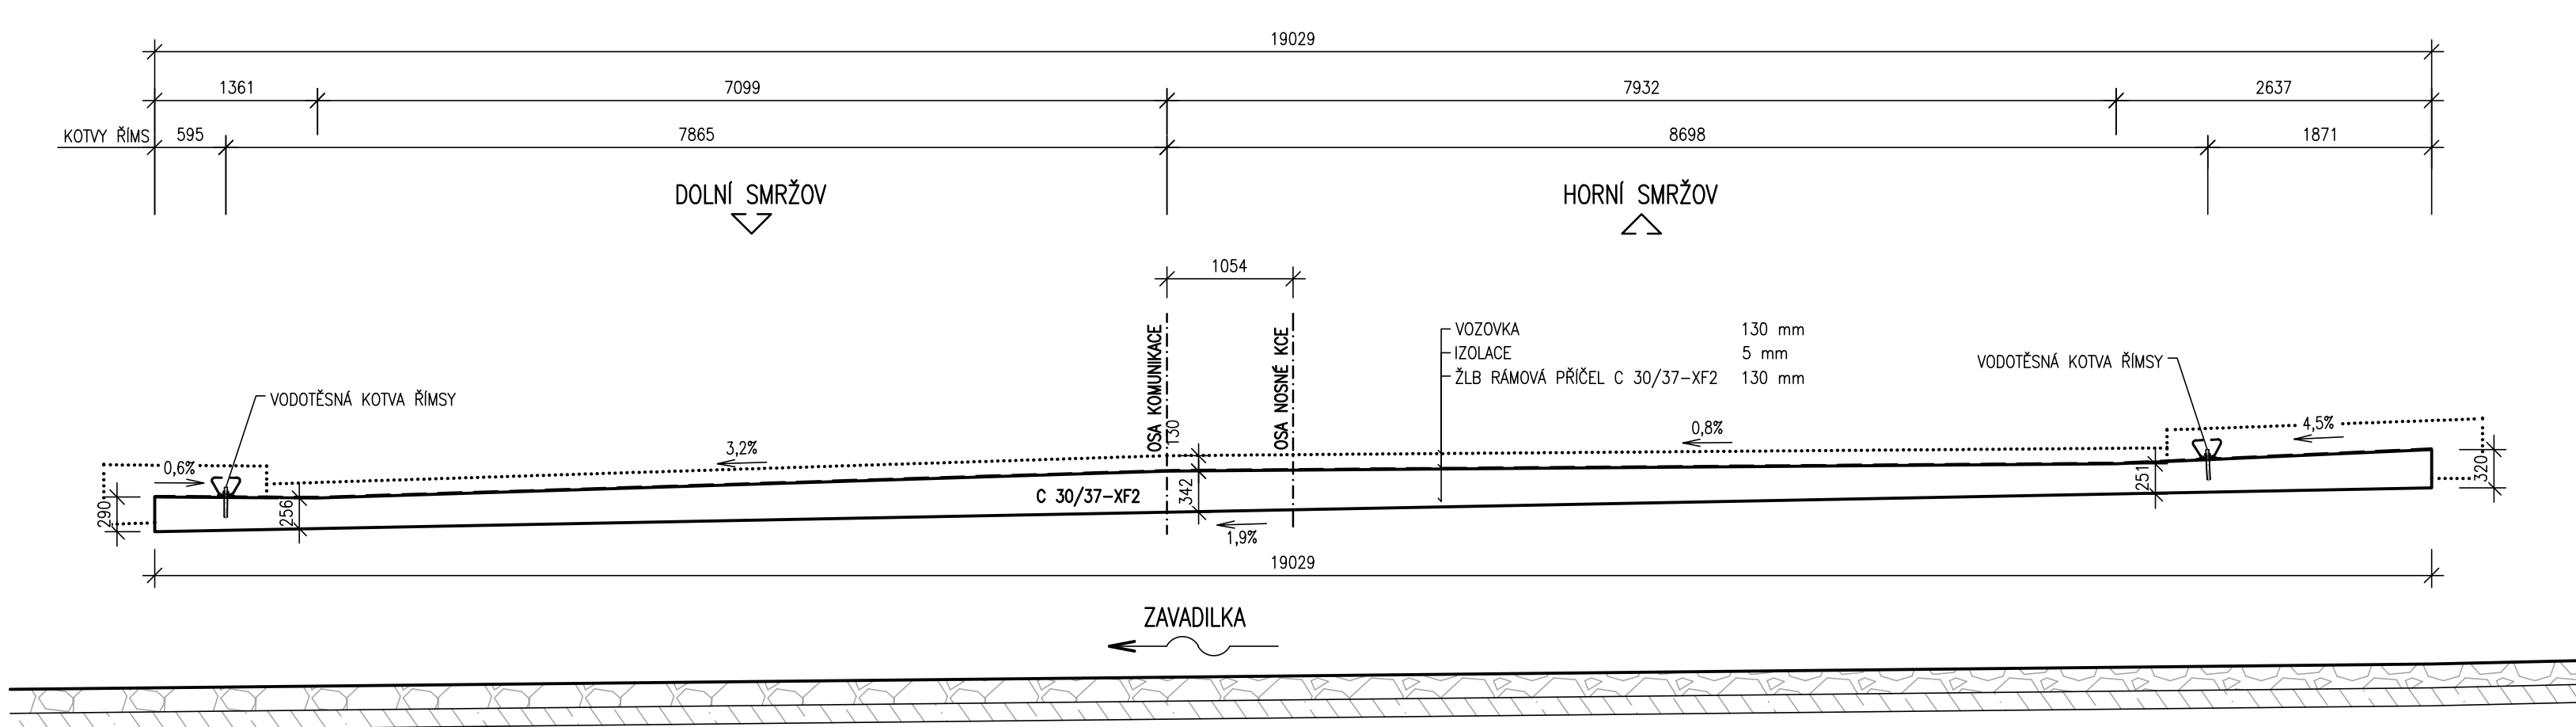 19029
1361 7099 7932 2637
KOTVY ŘÍMS 595 7865 8698 1871
DOLNÍ SMRŽOV HORNÍ SMRŽOV
1054
OSA KOMUNIKACE
OSA NOSNÉ KCE
VOZOVKA 130 mm
IZOLACE 5 mm
ŽLB RÁMOVÁ PŘÍČEL C 30/37-XF2 130 mm
VODOTĚSNÁ KOTVA ŘÍMSY
VODOTĚSNÁ KOTVA ŘÍMSY
0,6%
3,2%
130
0,8%
4,5%
290
256
C 30/37-XF2
342
251
320
1,9%
19029
ZAVADILKA